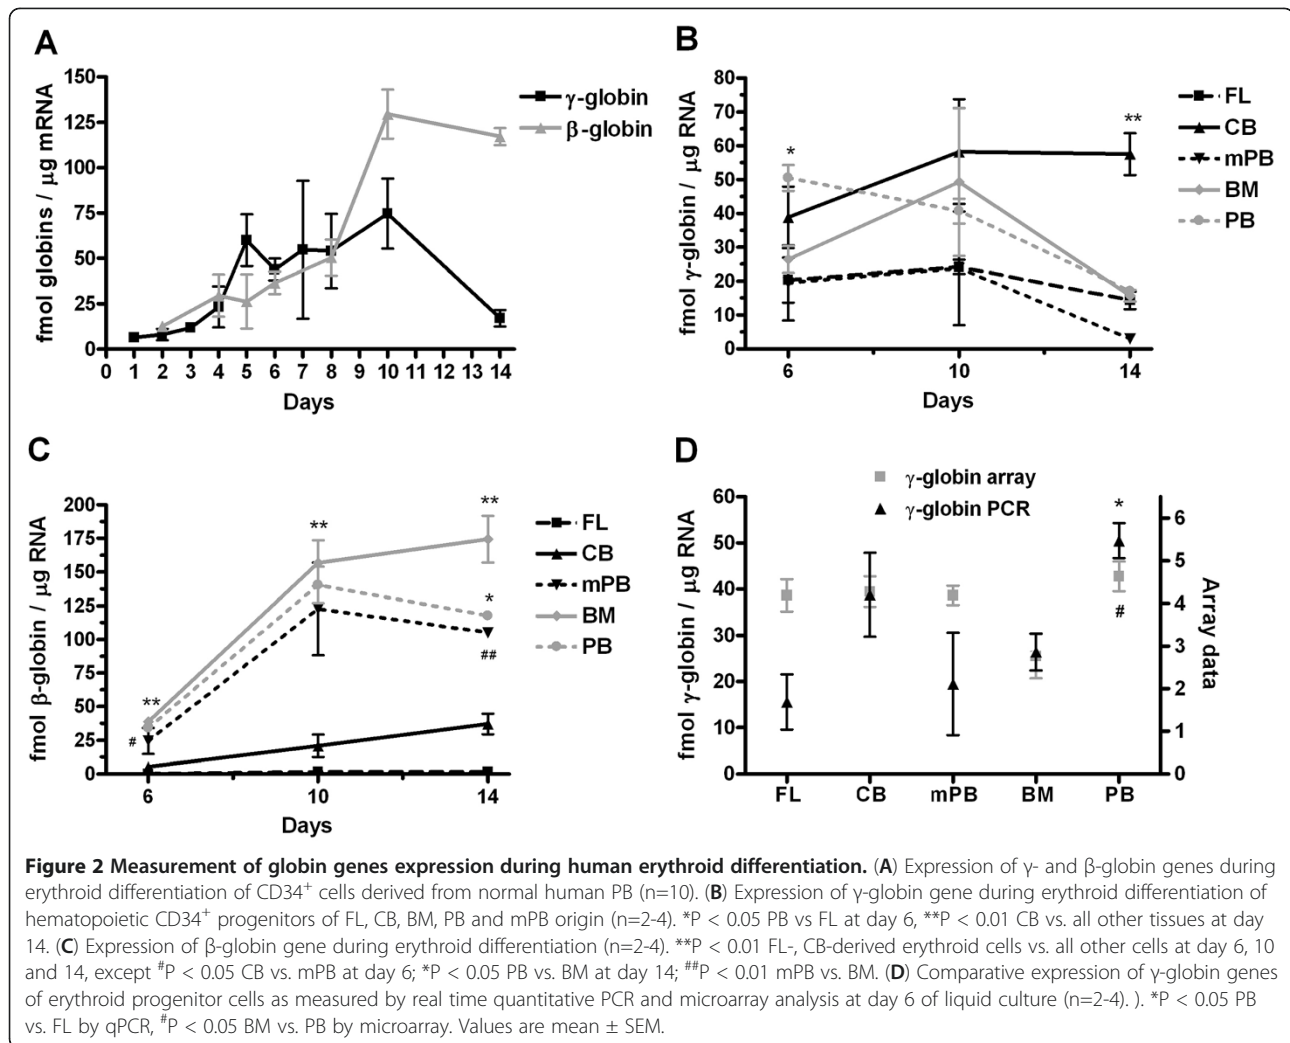 A
150
125
100
75
50
25
0
fmol globins / µg mRNA
0 1 2 3 4 5 6 7 8 9 10 11 12 13 14
Days
γ-globin
β-globin
B
80
70
60
50
40
30
20
10
0
fmol γ-globin / µg RNA
*
**
6 10 14
Days
FL
CB
mPB
BM
PB
C
200
175
150
125
100
75
50
25
0
fmol β-globin / µg RNA
**
#
**
**
*
##
6 10 14
Days
FL
CB
mPB
BM
PB
D
γ-globin array
γ-globin PCR
60
50
40
30
20
10
0
fmol γ-globin / µg RNA
*
#
6
5
4
3
2
1
0
Array data
FL CB mPB BM PB
Figure 2 Measurement of globin genes expression during human erythroid differentiation. (A) Expression of γ- and β-globin genes during
erythroid differentiation of CD34⁺ cells derived from normal human PB (n=10). (B) Expression of γ-globin gene during erythroid differentiation of
hematopoietic CD34⁺ progenitors of FL, CB, BM, PB and mPB origin (n=2-4). *P < 0.05 PB vs FL at day 6, **P < 0.01 CB vs. all other tissues at day
14. (C) Expression of β-globin gene during erythroid differentiation (n=2-4). **P < 0.01 FL-, CB-derived erythroid cells vs. all other cells at day 6, 10
and 14, except #P < 0.05 CB vs. mPB at day 6; *P < 0.05 PB vs. BM at day 14; ##P < 0.01 mPB vs. BM. (D) Comparative expression of γ-globin genes
of erythroid progenitor cells as measured by real time quantitative PCR and microarray analysis at day 6 of liquid culture (n=2-4). ). *P < 0.05 PB
vs. FL by qPCR, #P < 0.05 BM vs. PB by microarray. Values are mean ± SEM.